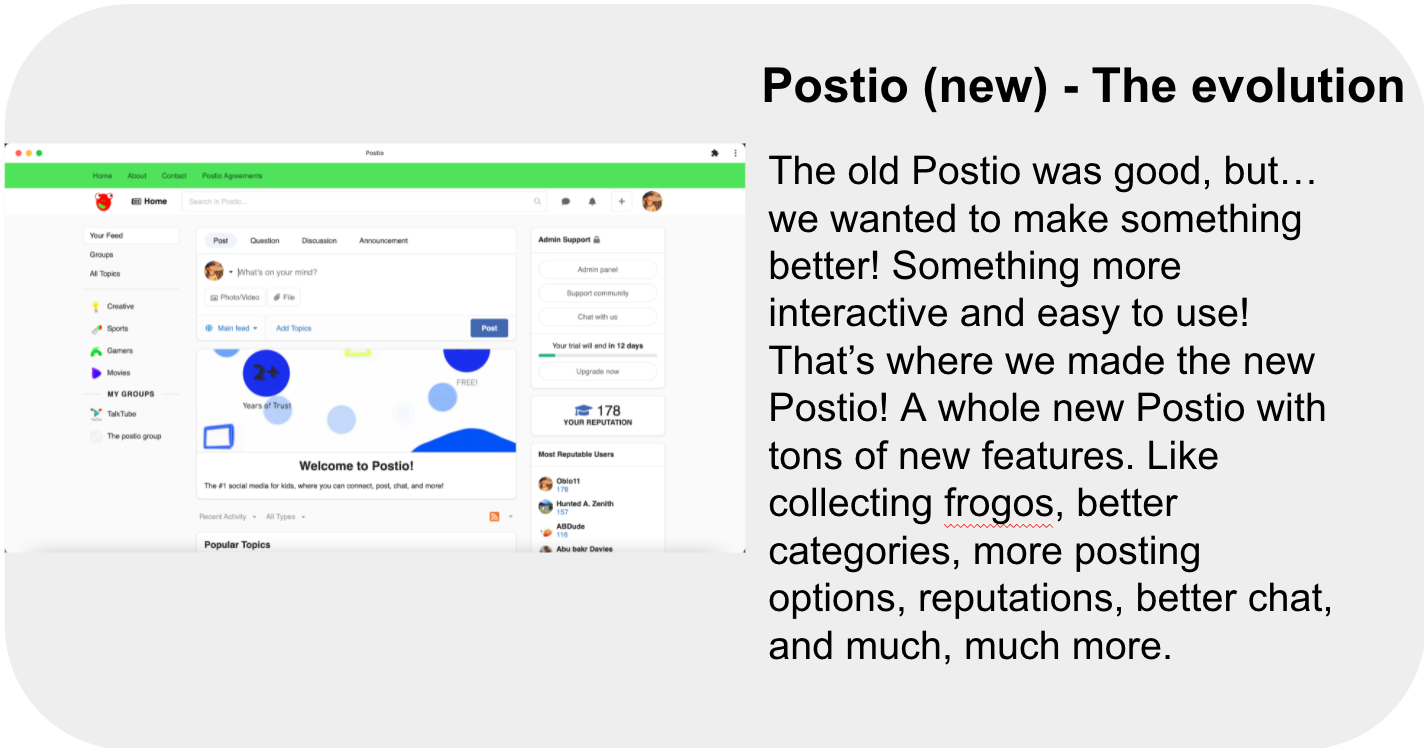 Postio (new) - The evolution
The old Postio was good, but…
we wanted to make something
better! Something more
interactive and easy to use!
That’s where we made the new
Postio! A whole new Postio with
tons of new features. Like
collecting frogos, better
categories, more posting
options, reputations, better chat,
and much, much more.
Postio
Home About Contact Postio Agreements
Home
Search in Postio...
Your Feed
Groups
All Topics
Creative
Sports
Gamers
Movies
MY GROUPS
TalkTube
The postio group
Post Question Discussion Announcement
What's on your mind?
Photo/Video File
Main feed Add Topics Post
2+
Years of Trust
FREE!
Welcome to Postio!
The #1 social media for kids, where you can connect, post, chat, and more!
Recent Activity All Types
Popular Topics
Admin Support
Admin panel
Support community
Chat with us
Your trial will end in 12 days
Upgrade now
178
YOUR REPUTATION
Most Reputable Users
Oblo11
178
Hunted A. Zenith
157
ABDude
116
Abu bakr Davies